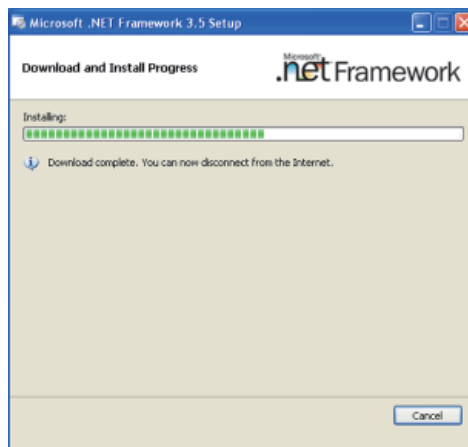 Microsoft .NET Framework 3.5 Setup
Download and Install Progress
Microsoft
.net Framework
Installing:
Download complete. You can now disconnect from the Internet.
Cancel